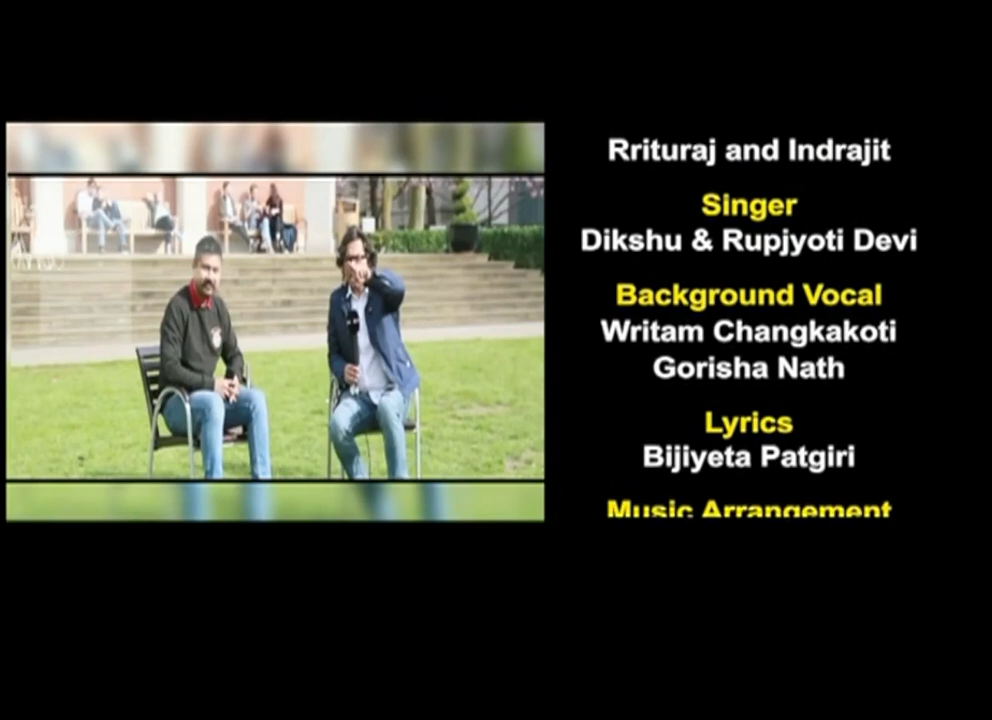 Rrituraj and Indrajit
Singer
Dikshu & Rupjyoti Devi
Background Vocal
Writam Changkakoti
Gorisha Nath
Lyrics
Bijiyeta Patgiri
Music Arrangement